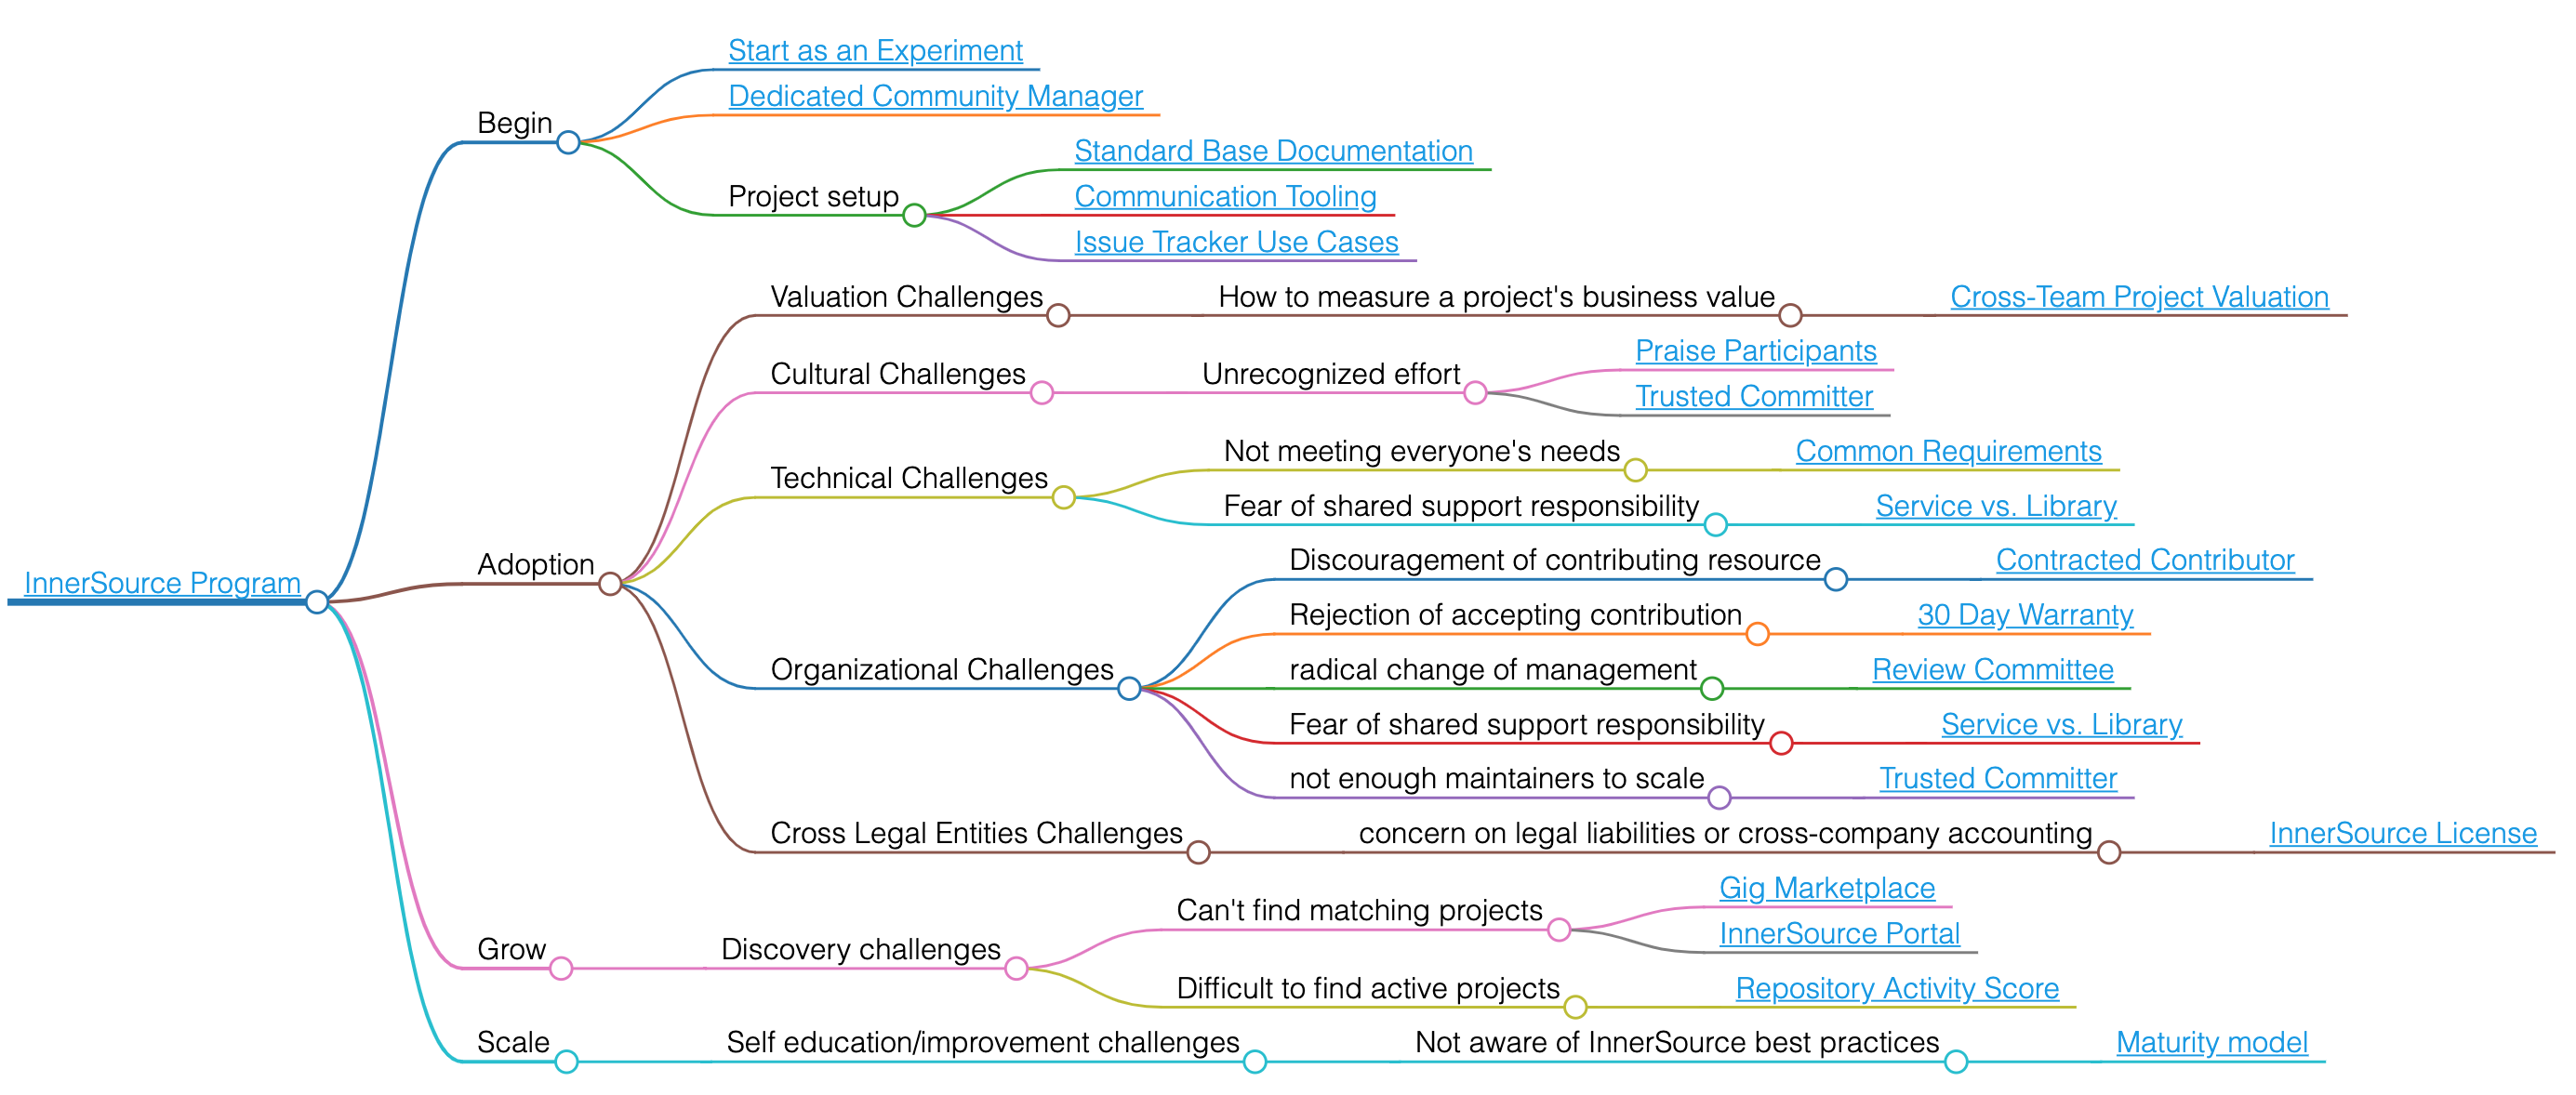 Start as an Experiment
Dedicated Community Manager
Begin
Standard Base Documentation
Project setup
Communication Tooling
Issue Tracker Use Cases
Valuation Challenges
How to measure a project's business value
Cross-Team Project Valuation
Praise Participants
Cultural Challenges
Unrecognized effort
Trusted Committer
Not meeting everyone's needs
Common Requirements
Technical Challenges
Fear of shared support responsibility
Service vs. Library
Adoption
InnerSource Program
Discouragement of contributing resource
Contracted Contributor
Rejection of accepting contribution
30 Day Warranty
Organizational Challenges
radical change of management
Review Committee
Fear of shared support responsibility
Service vs. Library
not enough maintainers to scale
Trusted Committer
Cross Legal Entities Challenges
concern on legal liabilities or cross-company accounting
InnerSource License
Gig Marketplace
Can't find matching projects
InnerSource Portal
Grow
Discovery challenges
Difficult to find active projects
Repository Activity Score
Scale
Self education/improvement challenges
Not aware of InnerSource best practices
Maturity model